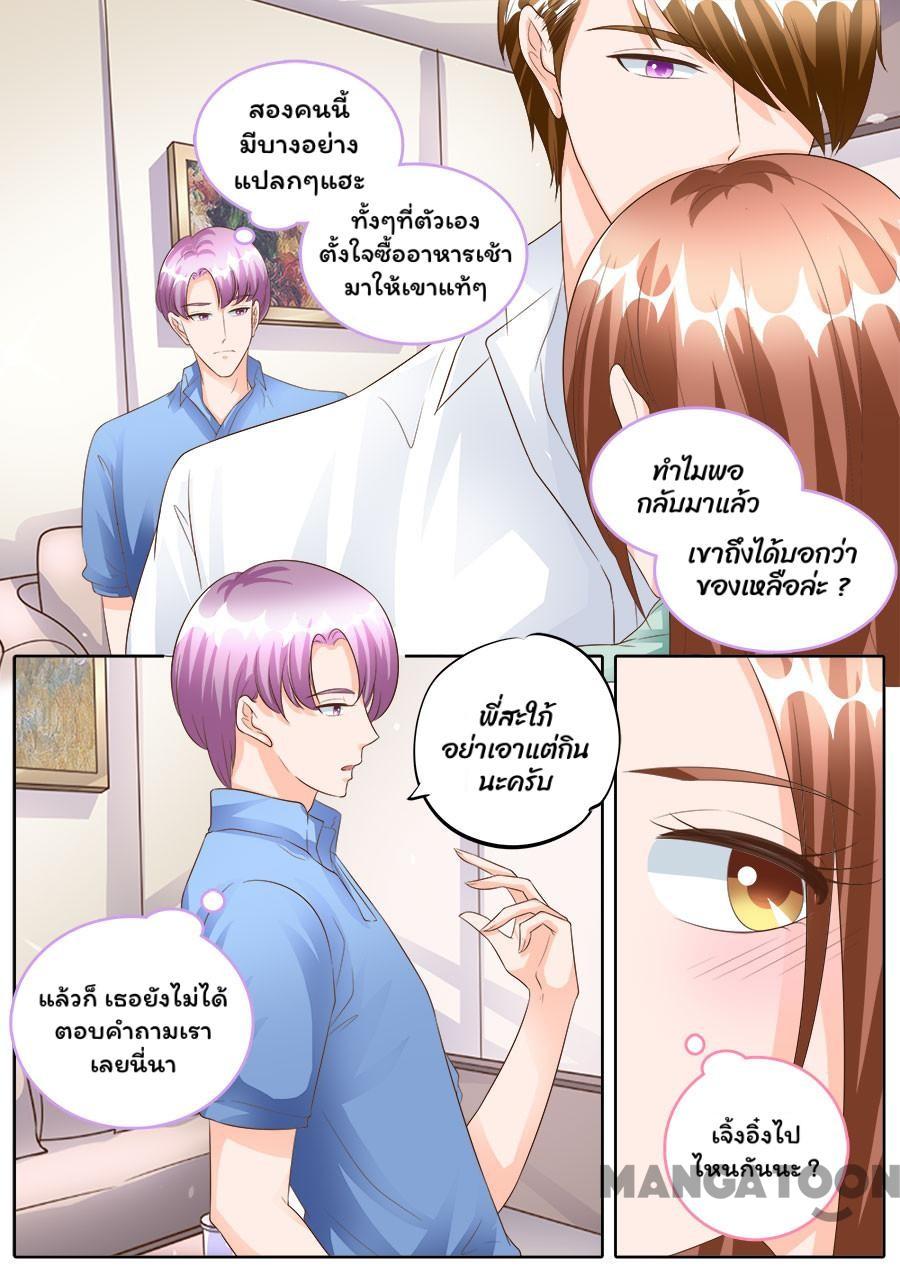 สองคนนี้
มีบางอย่าง
แปลกๆแฮะ
ทั้งๆที่ตัวเอง
ตั้งใจซื้ออาหารเช้า
มาให้เขาแท้ๆ
ทำไมพอ
กลับมาแล้ว
เขาถึงได้บอกว่า
ของเหลือล่ะ ?
พี่สะใภ้
อย่าเอาแต่กิน
นะครับ
แล้วก็ เธอยังไม่ได้
ตอบคำถามเรา
เลยนี่นา
เจิ้งอิ๋งไป
ไหนกันนะ ?
MANGATOON